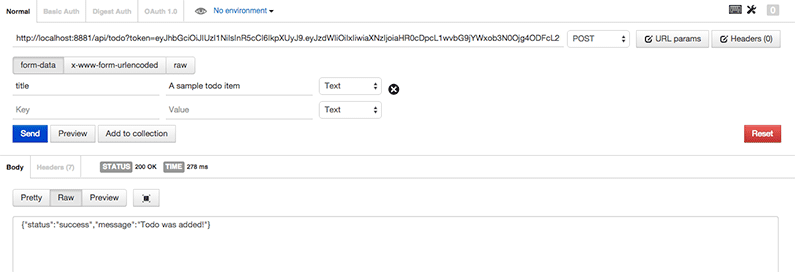 Normal Basic Auth Digest Auth OAuth 1.0 No environment 0
http://localhost:8881/api/todo?token=eyJhbGciOiJIUzI1NiIsInR5cCI6IkpXUyJ9.eyJzdWIiOiIxIiwiaXNzIjoiaHR0cDpcL1wvbG9jYWxob3N0Ojg4ODFcL2 POST URL params Headers (0)
form-data x-www-form-urlencoded raw
title A sample todo item Text
Key Value Text
Send Preview Add to collection Reset
Body Headers (7) STATUS 200 OK TIME 278 ms
Pretty Raw Preview
{"status":"success","message":"Todo was added!"}